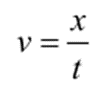 v = x/t